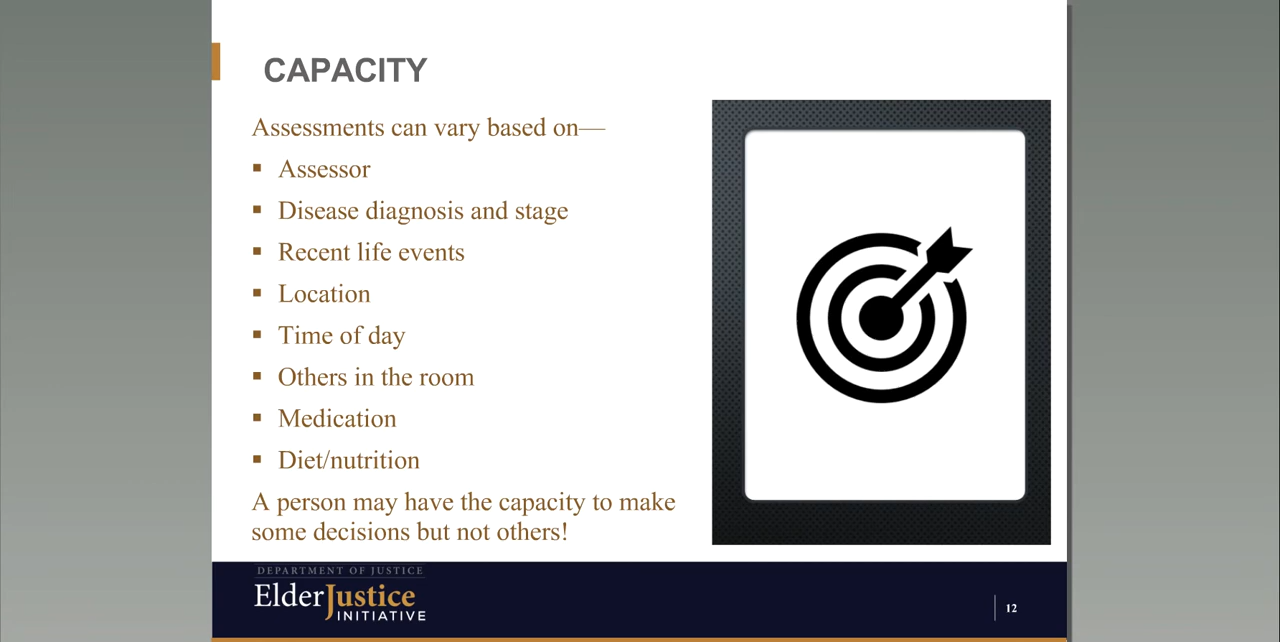 CAPACITY
Assessments can vary based on—
▪ Assessor
▪ Disease diagnosis and stage
▪ Recent life events
▪ Location
▪ Time of day
▪ Others in the room
▪ Medication
▪ Diet/nutrition
A person may have the capacity to make
some decisions but not others!
DEPARTMENT OF JUSTICE
ElderJustice
INITIATIVE
12